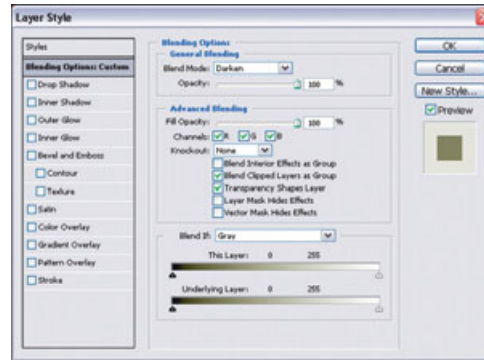 Layer Style
Styles
Blending Options: Custom
Drop Shadow
Inner Shadow
Outer Glow
Inner Glow
Bevel and Emboss
Contour
Texture
Satin
Color Overlay
Gradient Overlay
Pattern Overlay
Stroke
Blending Options
General Blending
Blend Mode: Darken
Opacity: 100 %
Advanced Blending
Fill Opacity: 100 %
Channels: R G B
Knockout: None
Blend Interior Effects as Group
Blend Clipped Layers as Group
Transparency Shapes Layer
Layer Mask Hides Effects
Vector Mask Hides Effects
Blend If: Gray
This Layer: 0 255
Underlying Layer: 0 255
OK
Cancel
New Style...
Preview